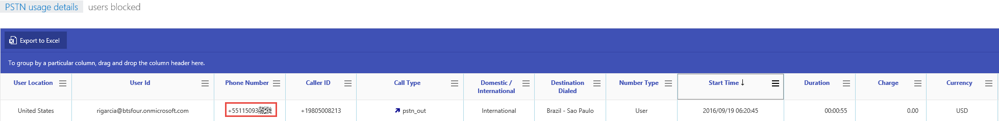 PSTN usage details users blocked
Export to Excel
To group by a particular column, drag and drop the column header here.
User Location User Id Phone Number Caller ID Call Type Domestic / International Destination Dialed Number Type Start Time ↓ Duration Charge Currency
United States rigarcia@btsfour.onmicrosoft.com +55115093 +19805008213 pstn_out International Brazil - Sao Paulo User 2016/09/19 06:20:45 00:00:55 0.00 USD